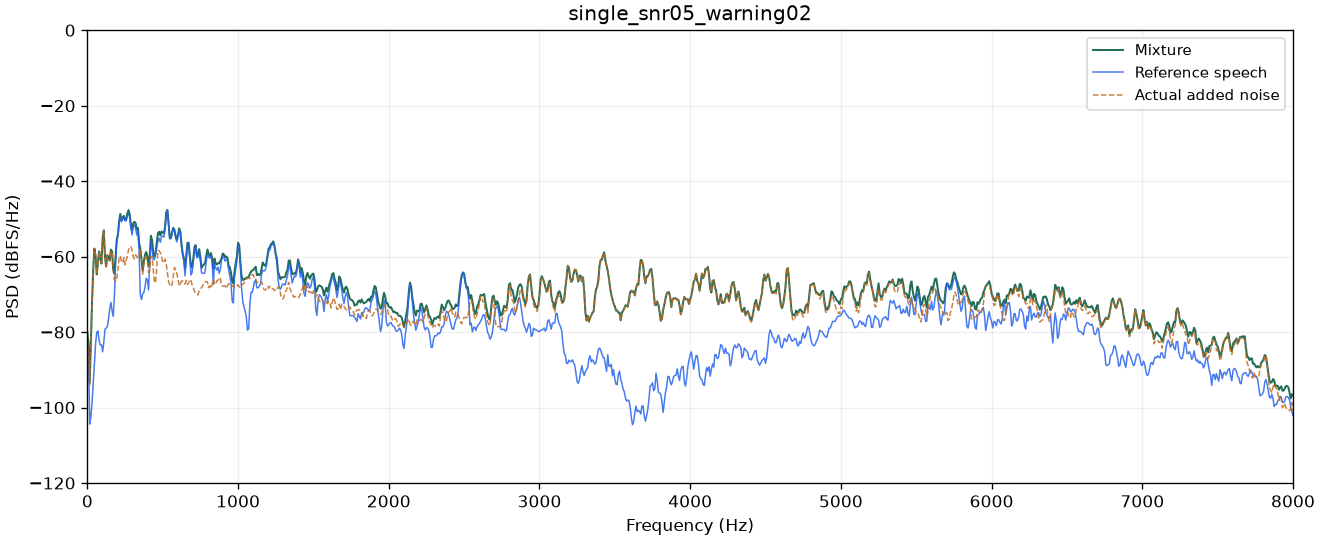 single_snr05_warning02
Mixture
Reference speech
Actual added noise
PSD (dBFS/Hz)
0
−20
−40
−60
−80
−100
−120
0 1000 2000 3000 4000 5000 6000 7000 8000
Frequency (Hz)